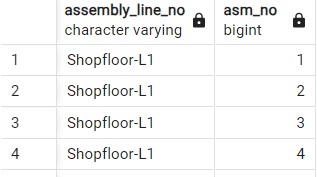 assembly_line_no asm_no
character varying bigint
1 Shopfloor-L1 1
2 Shopfloor-L1 2
3 Shopfloor-L1 3
4 Shopfloor-L1 4